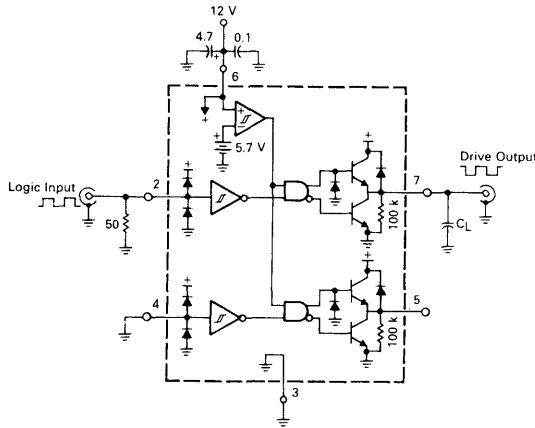 12 V
4.7
0.1
+
6
+
+
−
+
5.7 V
Drive Output
Logic Input
2
+
+
7
50
100 k
C_L
4
+
+
5
100 k
3